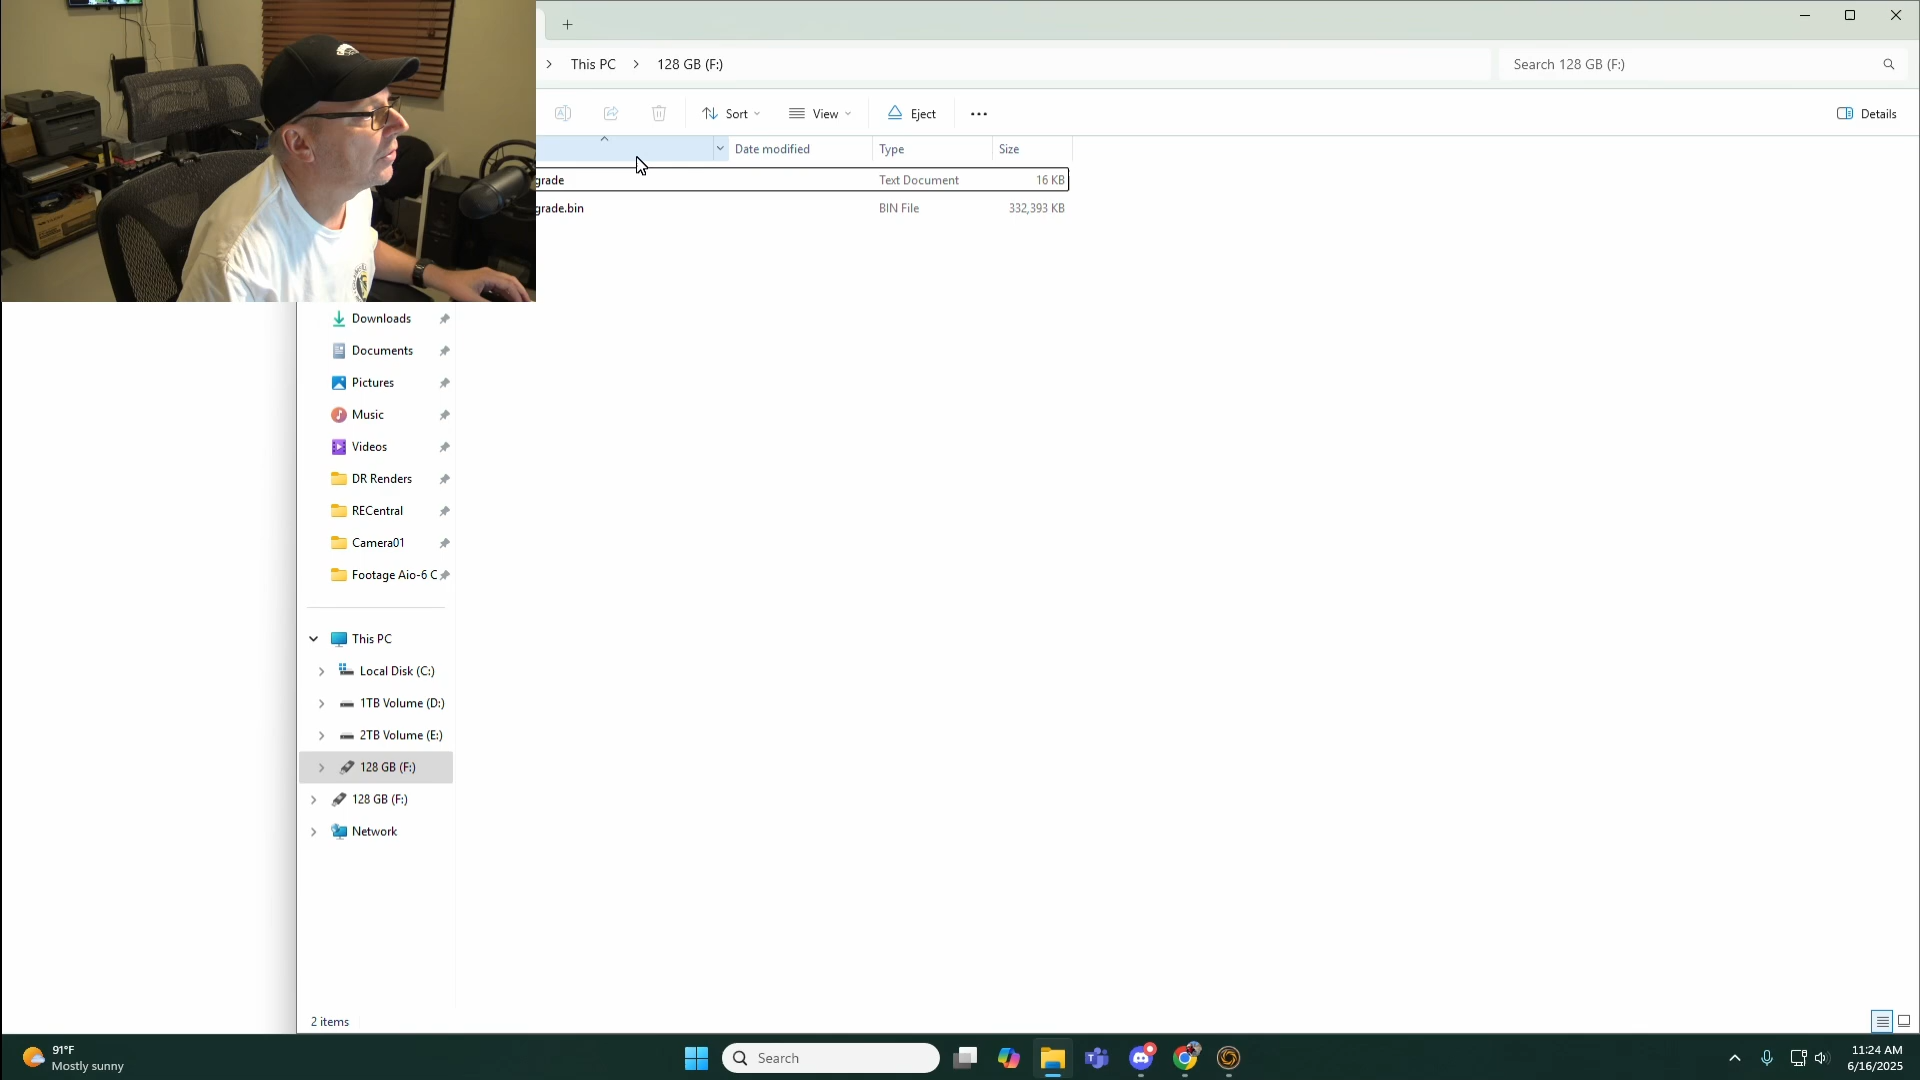 This PC
128 GB (F:)
Search 128 GB (F:)
Sort
View
Eject
Details
Date modified
Type
Size
grade
Text Document
16 KB
grade.bin
BIN File
332,393 KB
Downloads
Documents
Pictures
Music
Videos
DR Renders
RECentral
Camera01
Footage Aio-6 C
This PC
Local Disk (C:)
1TB Volume (D:)
2TB Volume (E:)
128 GB (F:)
128 GB (F:)
Network
2 items
91°F
Mostly sunny
Search
11:24 AM
6/16/2025